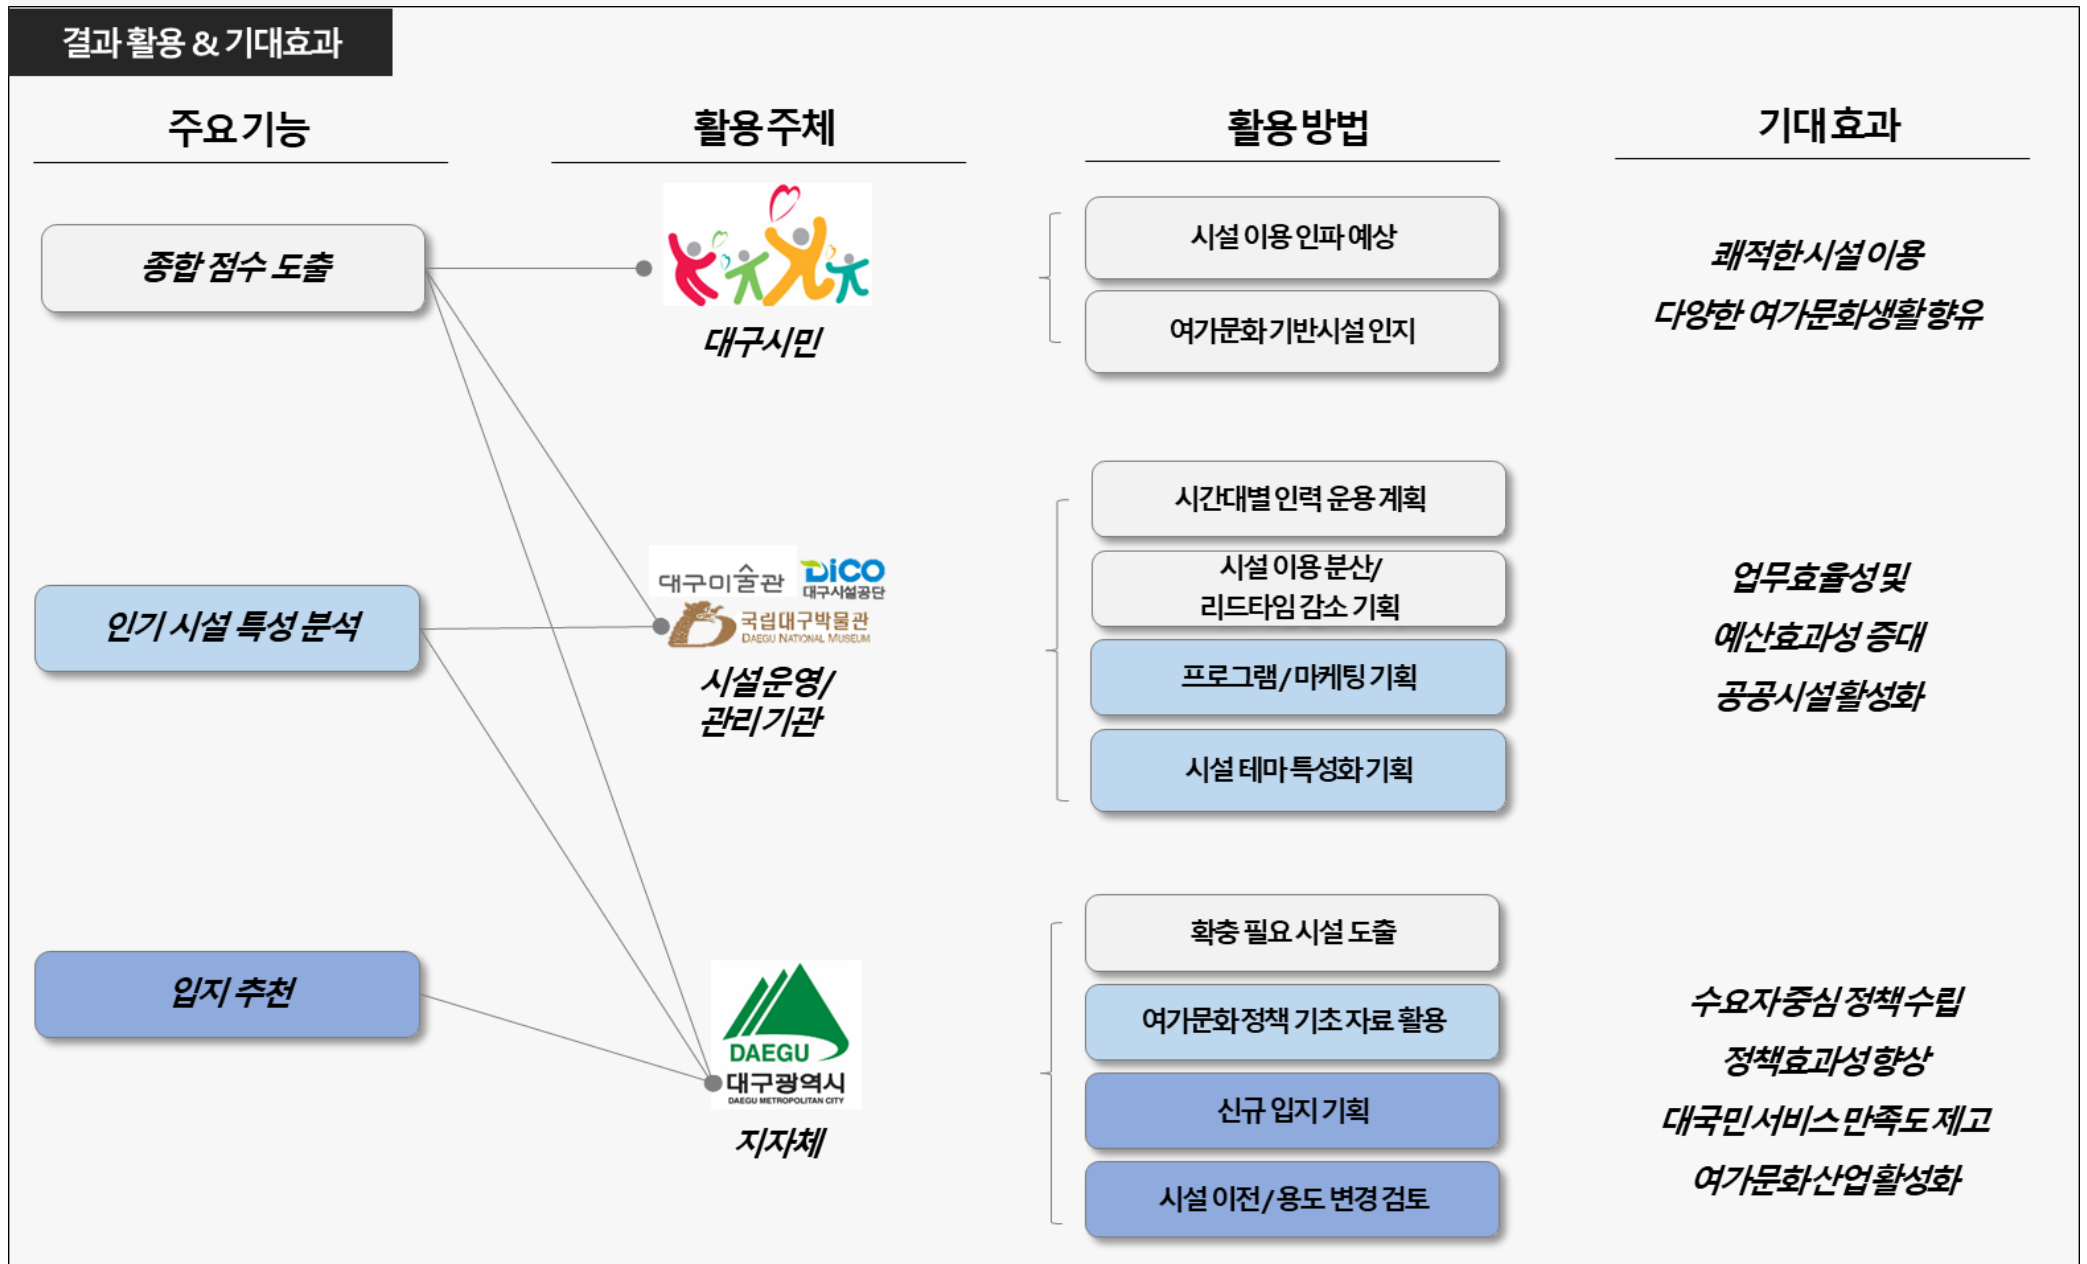 결과 활용 & 기대효과
주요 기능
활용 주체
활용 방법
기대 효과
종합 점수 도출
인기 시설 특성 분석
입지 추천
대구시민
대구미술관
DiCO
대구시설공단
국립대구박물관
DAEGU NATIONAL MUSEUM
시설 운영/
관리 기관
DAEGU
대구광역시
DAEGU METROPOLITAN CITY
지자체
시설 이용 인파 예상
여가문화 기반시설 인지
시간대별 인력 운용 계획
시설 이용 분산/
리드타임 감소 기획
프로그램 / 마케팅 기획
시설 테마 특성화 기획
확충 필요 시설 도출
여가문화 정책 기초 자료 활용
신규 입지 기획
시설 이전 / 용도 변경 검토
쾌적한 시설 이용
다양한 여가문화생활 향유
업무효율성 및
예산효과성 증대
공공시설 활성화
수요자 중심 정책 수립
정책효과성 향상
대국민 서비스 만족도 제고
여가문화 산업 활성화